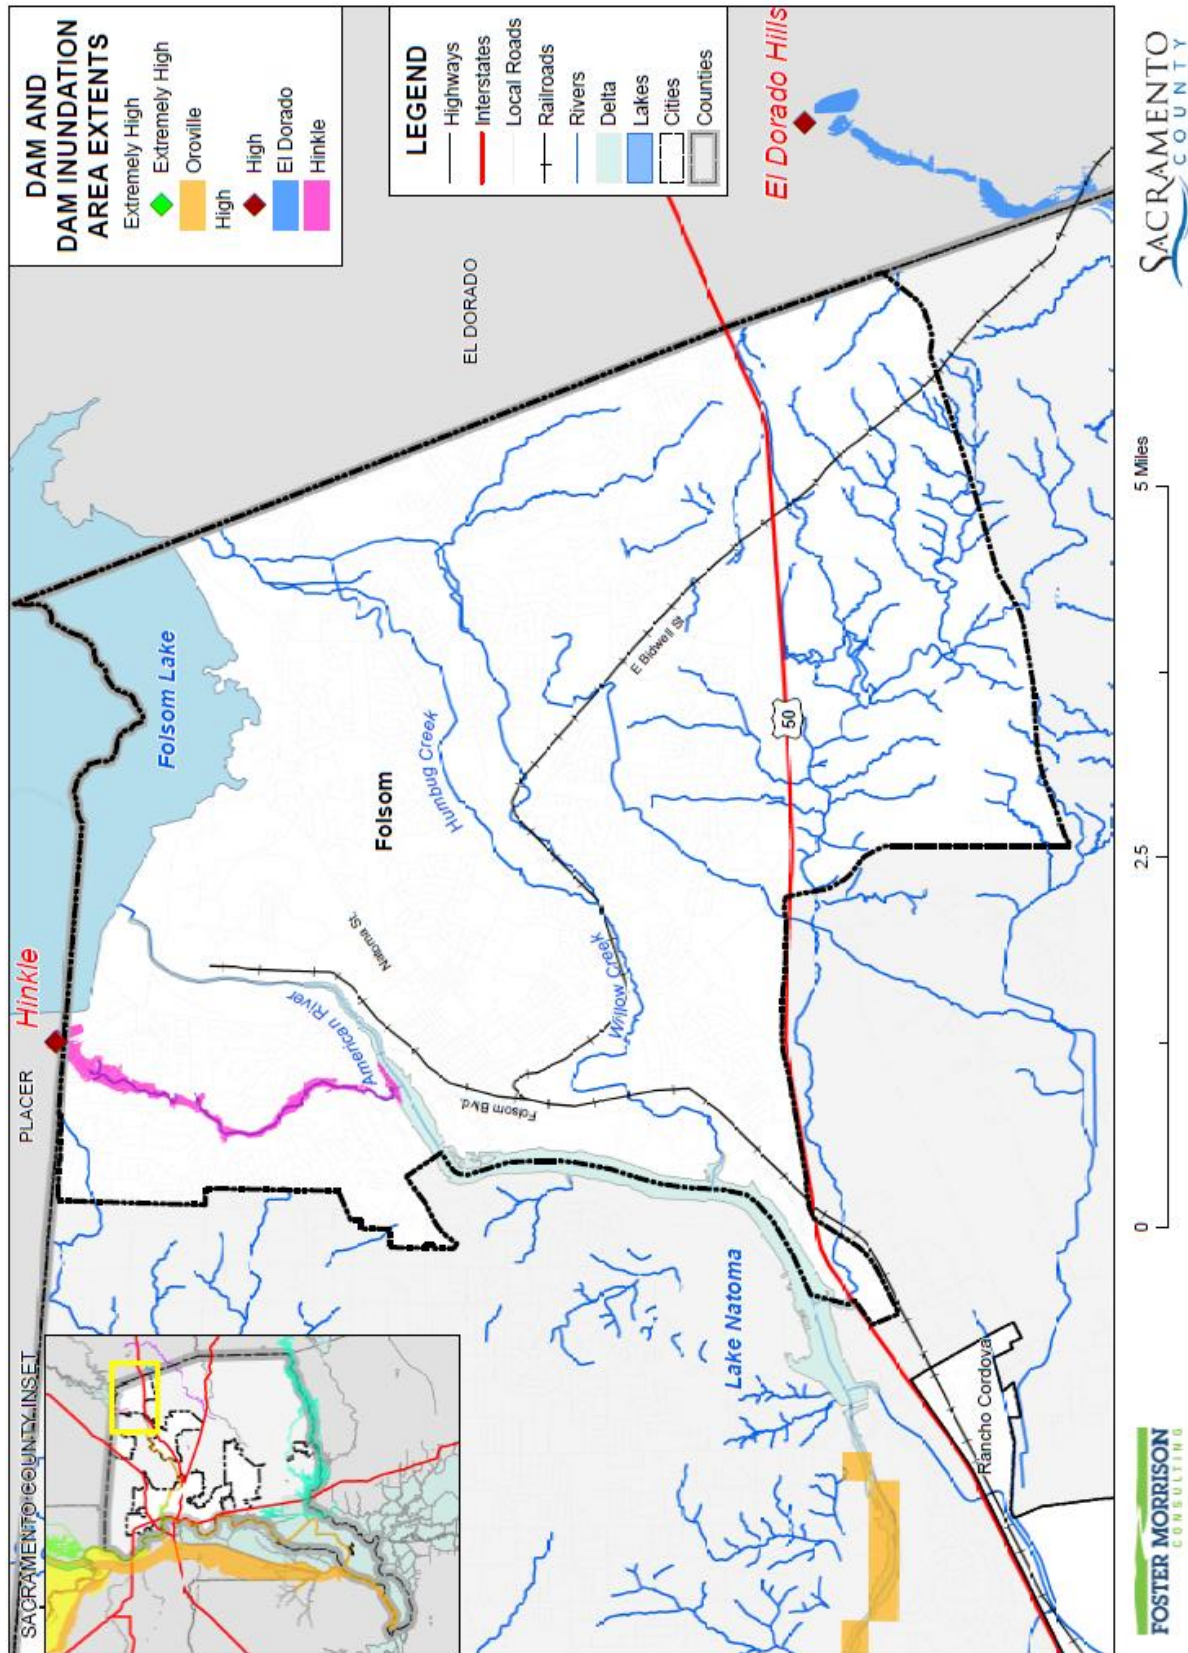 DAM AND
DAM INUNDATION
AREA EXTENTS
Extremely High
Extremely High
Oroville
High
High
El Dorado
Hinkle
LEGEND
Highways
Interstates
Local Roads
Railroads
Rivers
Delta
Lakes
Cities
Counties
SACRAMENTO COUNTY INSET
PLACER
Hinkle
Folsom Lake
EL DORADO
El Dorado Hills
American River
Natoma St.
Folsom
Humbug Creek
Folsom Blvd.
Willow Creek
E Bidwell St
50
Lake Natoma
Rancho Cordova
0
2.5
5 Miles
FOSTER MORRISON
CONSULTING
SACRAMENTO
COUNTY